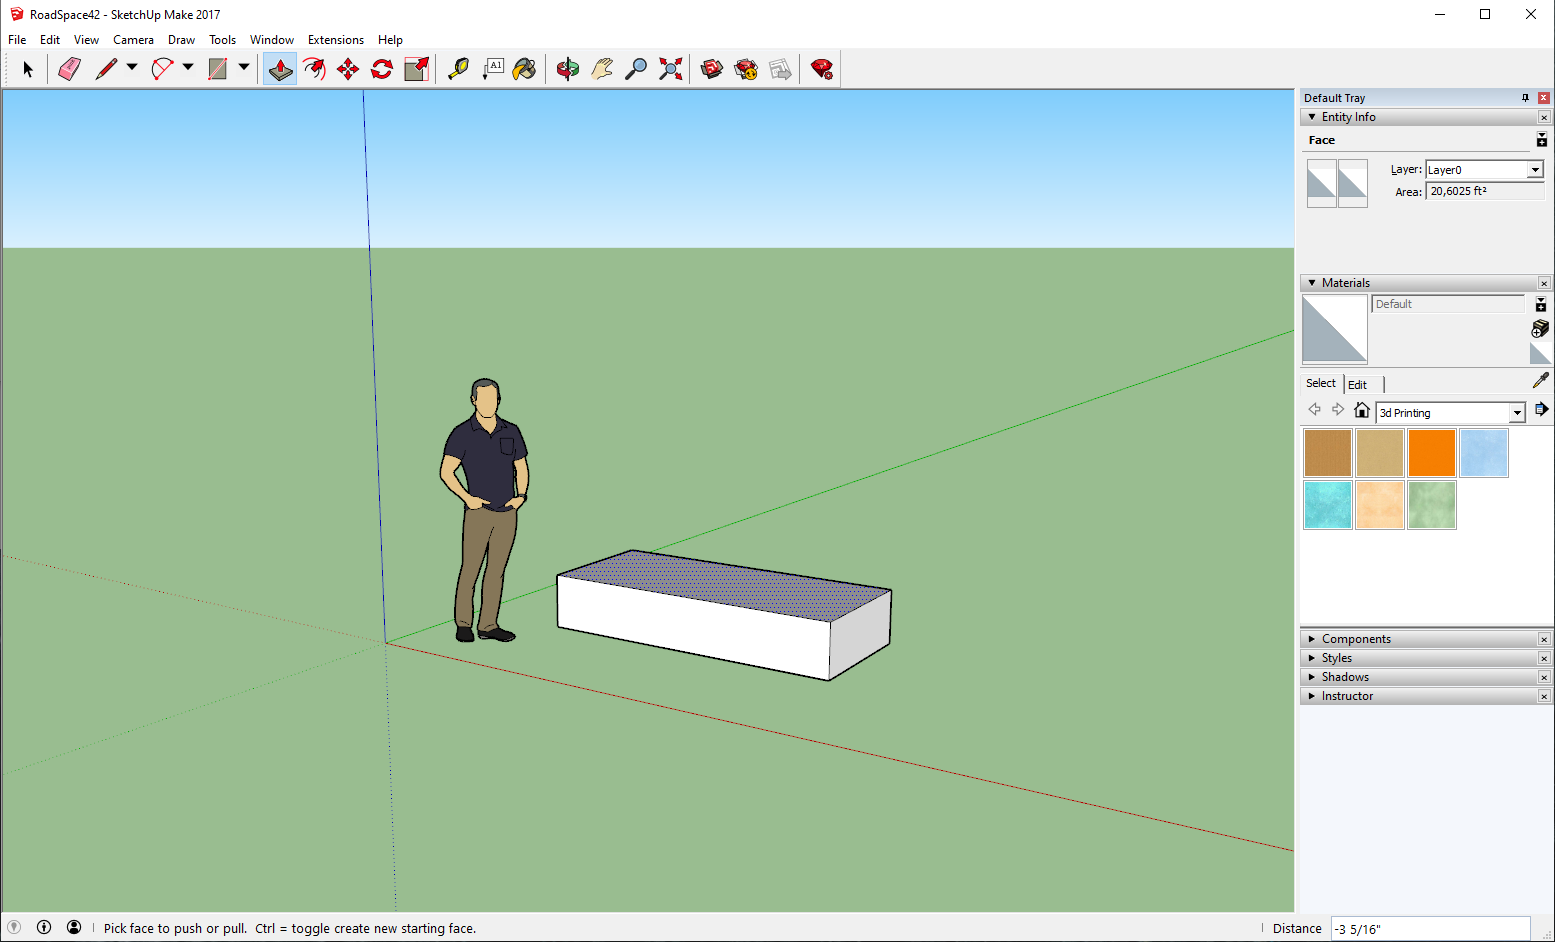 RoadSpace42 - SketchUp Make 2017
File Edit View Camera Draw Tools Window Extensions Help
A1
Default Tray
Entity Info
Face
Layer: Layer0
Area: 20,6025 ft²
Materials
Default
Select Edit
3d Printing
Components
Styles
Shadows
Instructor
Pick face to push or pull. Ctrl = toggle create new starting face.
Distance -3 5/16"